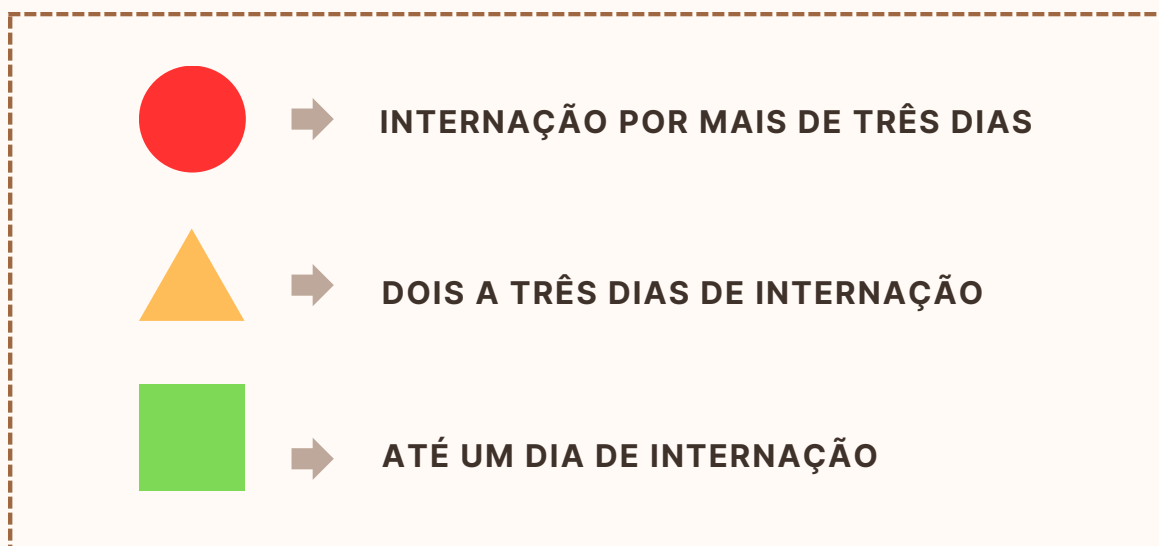 INTERNAÇÃO POR MAIS DE TRÊS DIAS
DOIS A TRÊS DIAS DE INTERNAÇÃO
ATÉ UM DIA DE INTERNAÇÃO